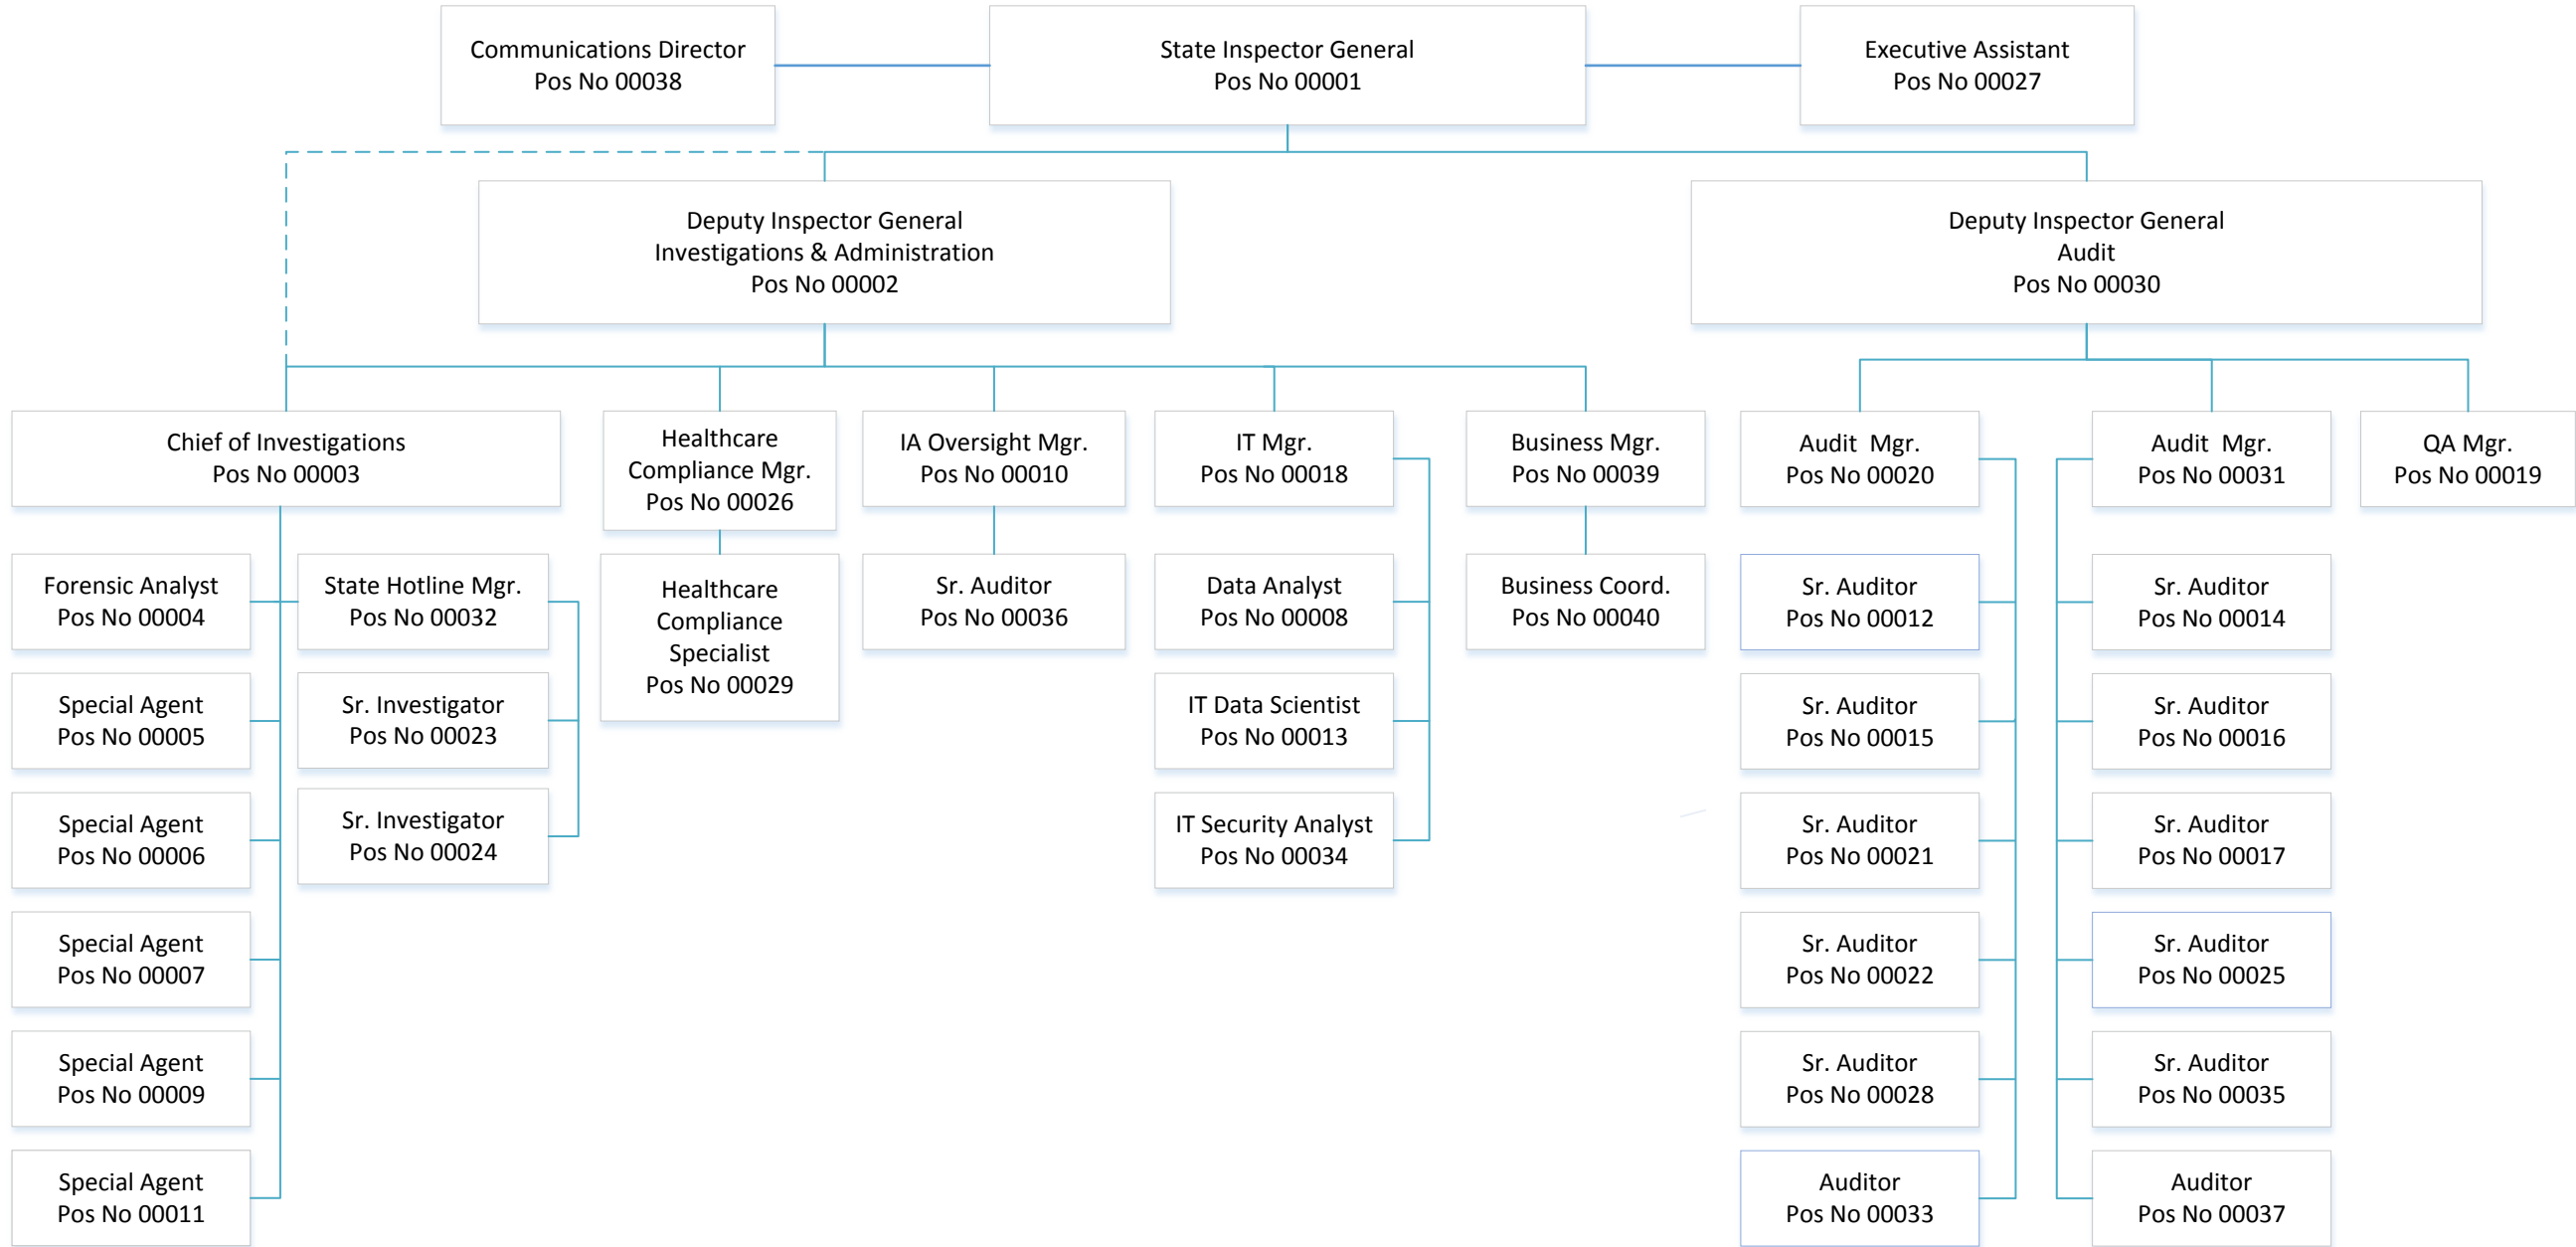 Communications Director
Pos No 00038
State Inspector General
Pos No 00001
Executive Assistant
Pos No 00027
Deputy Inspector General
Investigations & Administration
Pos No 00002
Deputy Inspector General
Audit
Pos No 00030
Chief of Investigations
Pos No 00003
Healthcare
Compliance Mgr.
Pos No 00026
IA Oversight Mgr.
Pos No 00010
IT Mgr.
Pos No 00018
Business Mgr.
Pos No 00039
Audit  Mgr.
Pos No 00020
Audit  Mgr.
Pos No 00031
QA Mgr.
Pos No 00019
Forensic Analyst
Pos No 00004
State Hotline Mgr.
Pos No 00032
Healthcare
Compliance
Specialist
Pos No 00029
Sr. Auditor
Pos No 00036
Data Analyst
Pos No 00008
Business Coord.
Pos No 00040
Sr. Auditor
Pos No 00012
Sr. Auditor
Pos No 00014
Special Agent
Pos No 00005
Sr. Investigator
Pos No 00023
IT Data Scientist
Pos No 00013
Sr. Auditor
Pos No 00015
Sr. Auditor
Pos No 00016
Special Agent
Pos No 00006
Sr. Investigator
Pos No 00024
IT Security Analyst
Pos No 00034
Sr. Auditor
Pos No 00021
Sr. Auditor
Pos No 00017
Special Agent
Pos No 00007
Sr. Auditor
Pos No 00022
Sr. Auditor
Pos No 00025
Special Agent
Pos No 00009
Sr. Auditor
Pos No 00028
Sr. Auditor
Pos No 00035
Special Agent
Pos No 00011
Auditor
Pos No 00033
Auditor
Pos No 00037